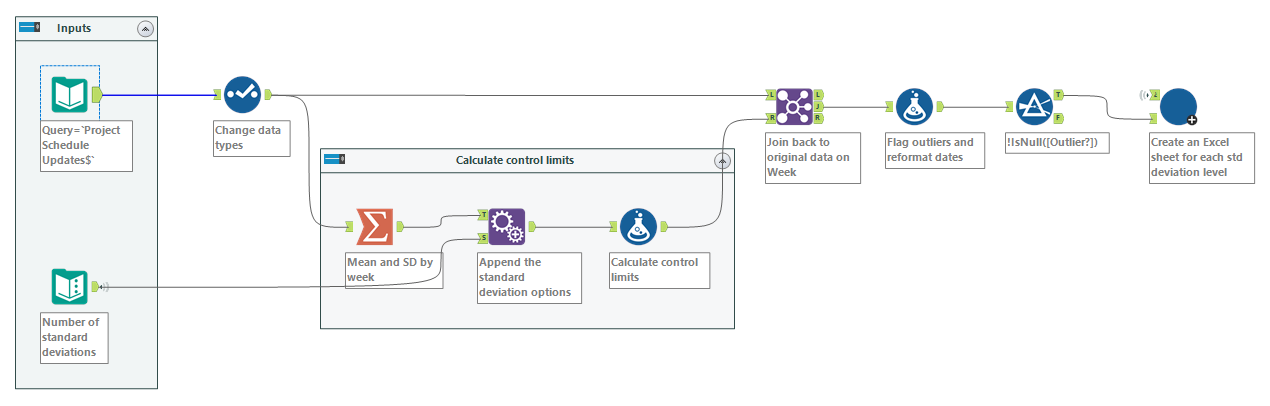 Inputs
Query=`Project
Schedule
Updates$`
Number of
standard
deviations
Change data
types
Calculate control limits
Mean and SD by
week
T
S
Append the
standard
deviation options
Calculate control
limits
L
R
L
J
R
Join back to
original data on
Week
Flag outliers and
reformat dates
T
F
!IsNull([Outlier?])
Create an Excel
sheet for each std
deviation level